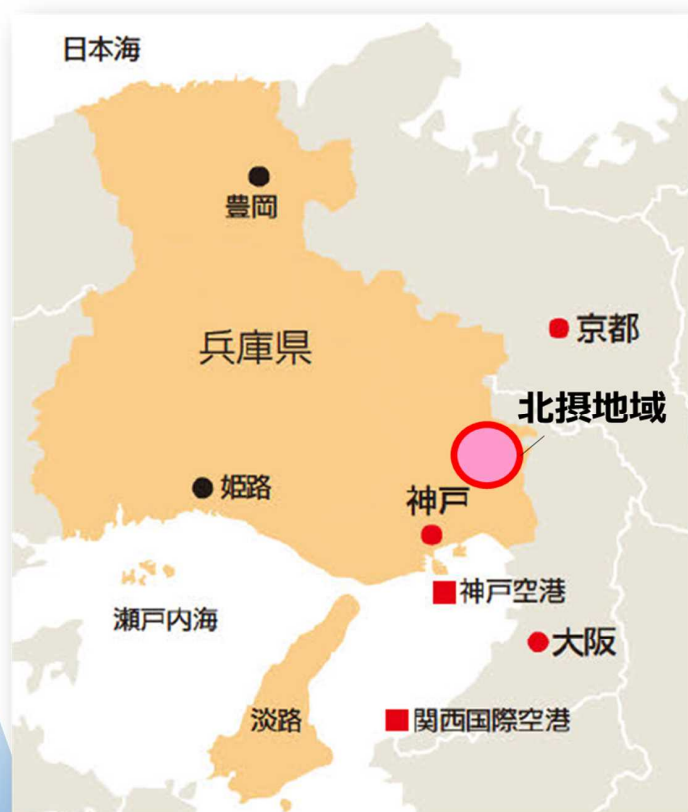 日本海
豊岡
兵庫県
京都
北摂地域
姫路
神戸
神戸空港
瀬戸内海
大阪
淡路
関西国際空港